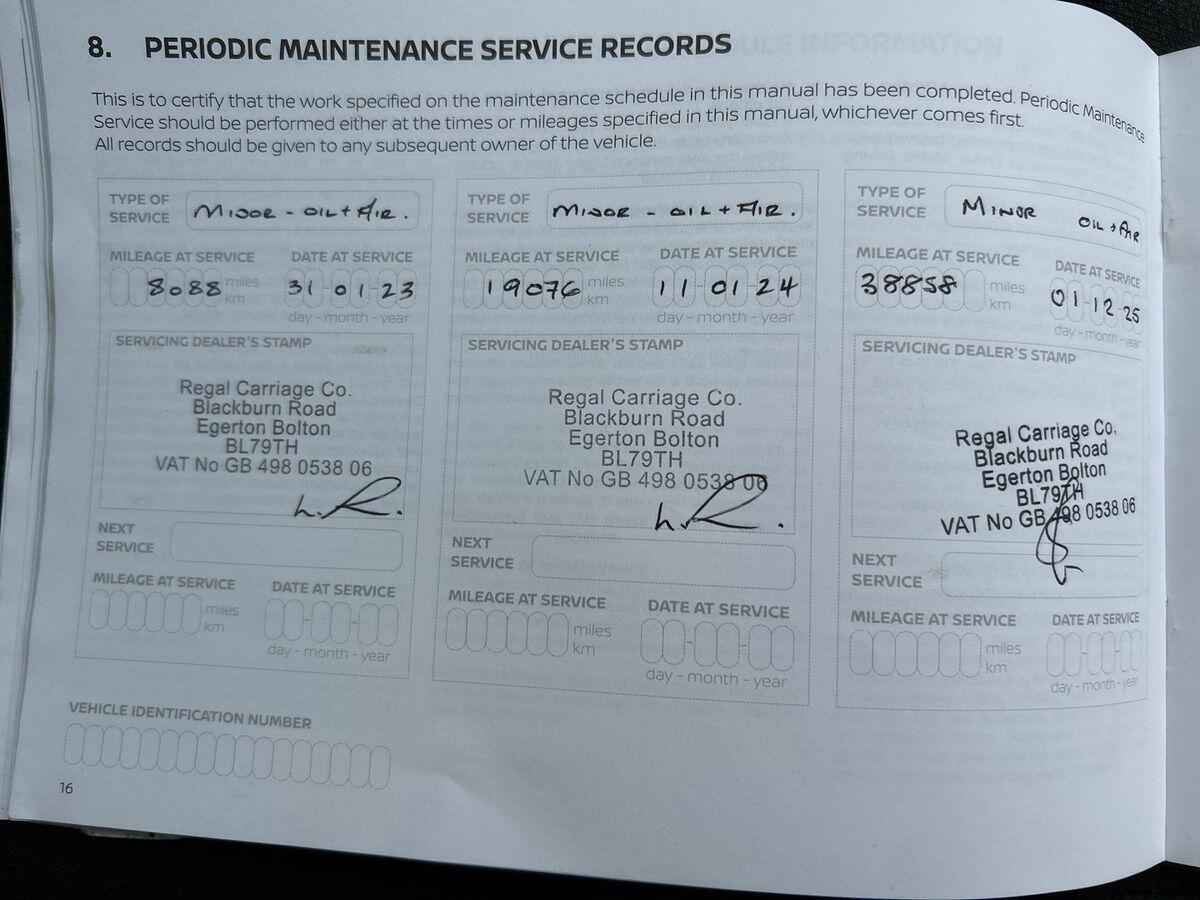 8. PERIODIC MAINTENANCE SERVICE RECORDS
This is to certify that the work specified on the maintenance schedule in this manual has been completed. Periodic Maintenance
Service should be performed either at the times or mileages specified in this manual, whichever comes first.
All records should be given to any subsequent owner of the vehicle.
TYPE OF
SERVICE
MINOR - OIL + AIR.
MILEAGE AT SERVICE
DATE AT SERVICE
8088 miles
km
31-01-23
day - month - year
SERVICING DEALER'S STAMP
Regal Carriage Co.
Blackburn Road
Egerton Bolton
BL79TH
VAT No GB 498 0538 06
NEXT
SERVICE
MILEAGE AT SERVICE
DATE AT SERVICE
miles
km
day - month - year
TYPE OF
SERVICE
MINOR - OIL + AIR.
MILEAGE AT SERVICE
DATE AT SERVICE
19076 miles
km
11-01-24
day - month - year
SERVICING DEALER'S STAMP
Regal Carriage Co.
Blackburn Road
Egerton Bolton
BL79TH
VAT No GB 498 0538 06
NEXT
SERVICE
MILEAGE AT SERVICE
DATE AT SERVICE
miles
km
day - month - year
TYPE OF
SERVICE
MINOR OIL + AIR
MILEAGE AT SERVICE
DATE AT SERVICE
38858 miles
km
01-12-25
day - month - year
SERVICING DEALER'S STAMP
Regal Carriage Co.
Blackburn Road
Egerton Bolton
BL79TH
VAT No GB 498 0538 06
NEXT
SERVICE
MILEAGE AT SERVICE
DATE AT SERVICE
miles
km
day - month - year
VEHICLE IDENTIFICATION NUMBER
16